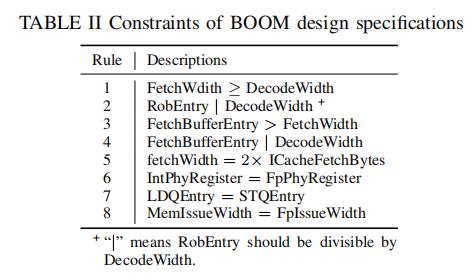 TABLE II Constraints of BOOM design specifications
Rule | Descriptions
1 | FetchWdith ≥ DecodeWidth
2 | RobEntry | DecodeWidth +
3 | FetchBufferEntry > FetchWidth
4 | FetchBufferEntry | DecodeWidth
5 | fetchWidth = 2× ICacheFetchBytes
6 | IntPhyRegister = FpPhyRegister
7 | LDQEntry = STQEntry
8 | MemIssueWidth = FpIssueWidth
+ “|” means RobEntry should be divisible by
DecodeWidth.